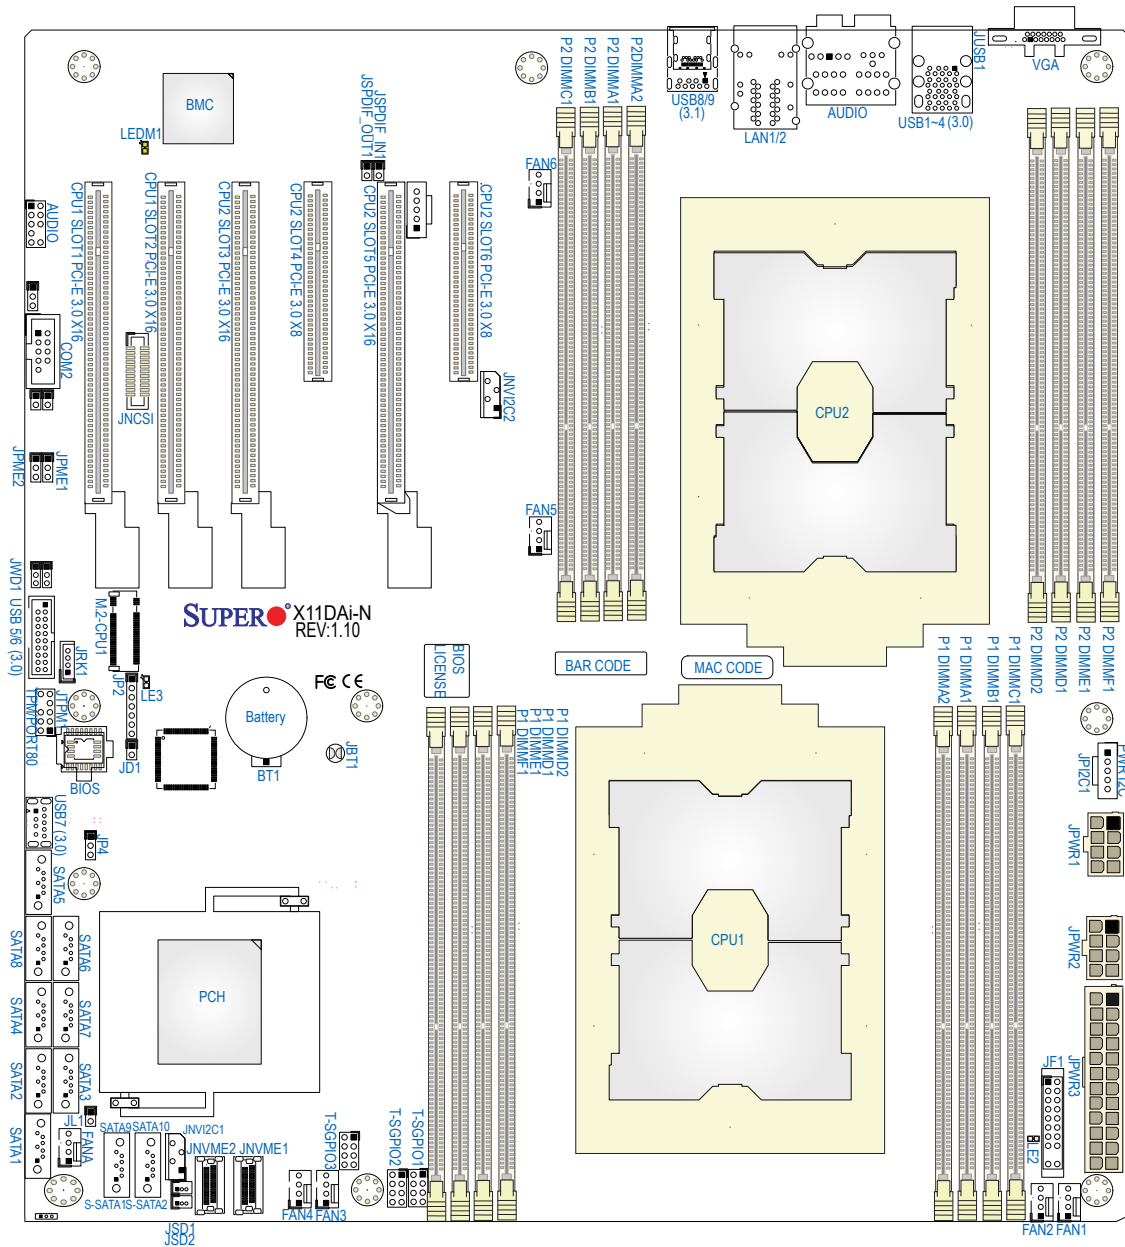 P2 DIMMC1
P2 DIMMB1
P2 DIMMA1
P2DIMMA2
USB8/9
(3.1)
LAN1/2
AUDIO
USB1~4 (3.0)
JUSB1
VGA
BMC
LEDM1
JSPDIF_OUT1
JSPDIF_IN1
FAN6
AUDIO
CPU1 SLOT1 PCI-E 3.0 X16
CPU1 SLOT2 PCI-E 3.0 X16
CPU2 SLOT3 PCI-E 3.0 X16
CPU2 SLOT4 PCI-E 3.0 X8
CPU2 SLOT5 PCI-E 3.0 X16
CPU2 SLOT6 PCI-E 3.0 X8
COM2
JNCSI
JNVI2C2
CPU2
JPME2
JPME1
FAN5
JWD1
USB 5/6 (3.0)
M.2-CPU1
SUPER
X11DAi-N
REV:1.10
JRK1
JP2
LE3
FC CE
BIOS
LICENSE
BAR CODE
MAC CODE
P1 DIMMA2
P1 DIMMA1
P1 DIMMB1
P1 DIMMC1
P2 DIMMD2
P2 DIMMD1
P2 DIMME1
P2 DIMMF1
JTPM1
TPM/PORT80
JD1
BIOS
Battery
BT1
JBT1
P1 DIMMF1
P1 DIMME1
P1 DIMMD1
P1 DIMMD2
PWR I2C
JPI2C1
JPWR1
USB7 (3.0)
JP4
SATA5
SATA8
SATA6
PCH
CPU1
JPWR2
SATA4
SATA7
SATA2
SATA3
JPWR3
JF1
LE2
SATA1
JL1
FANA
SATA9
SATA10
S-SATA1
S-SATA2
JNVI2C1
JNVME2
JNVME1
JSD1
JSD2
T-SGPIO3
T-SGPIO2
T-SGPIO1
FAN4
FAN3
FAN2
FAN1